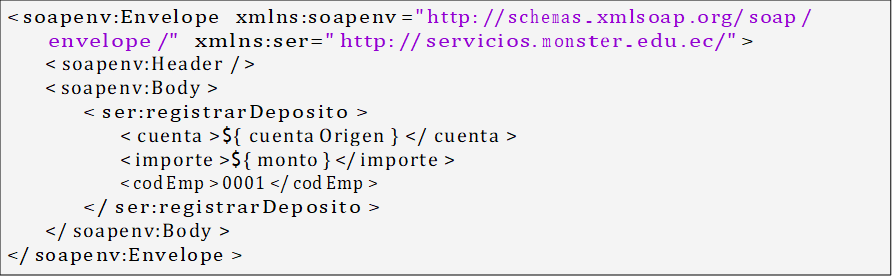 <soapenv:Envelope xmlns:soapenv="http://schemas.xmlsoap.org/soap/
envelope/" xmlns:ser="http://servicios.monster.edu.ec/">
<soapenv:Header />
<soapenv:Body>
<ser:registrarDeposito>
<cuenta>${cuentaOrigen}</cuenta>
<importe>${monto}</importe>
<codEmp>0001</codEmp>
</ser:registrarDeposito>
</soapenv:Body>
</soapenv:Envelope>